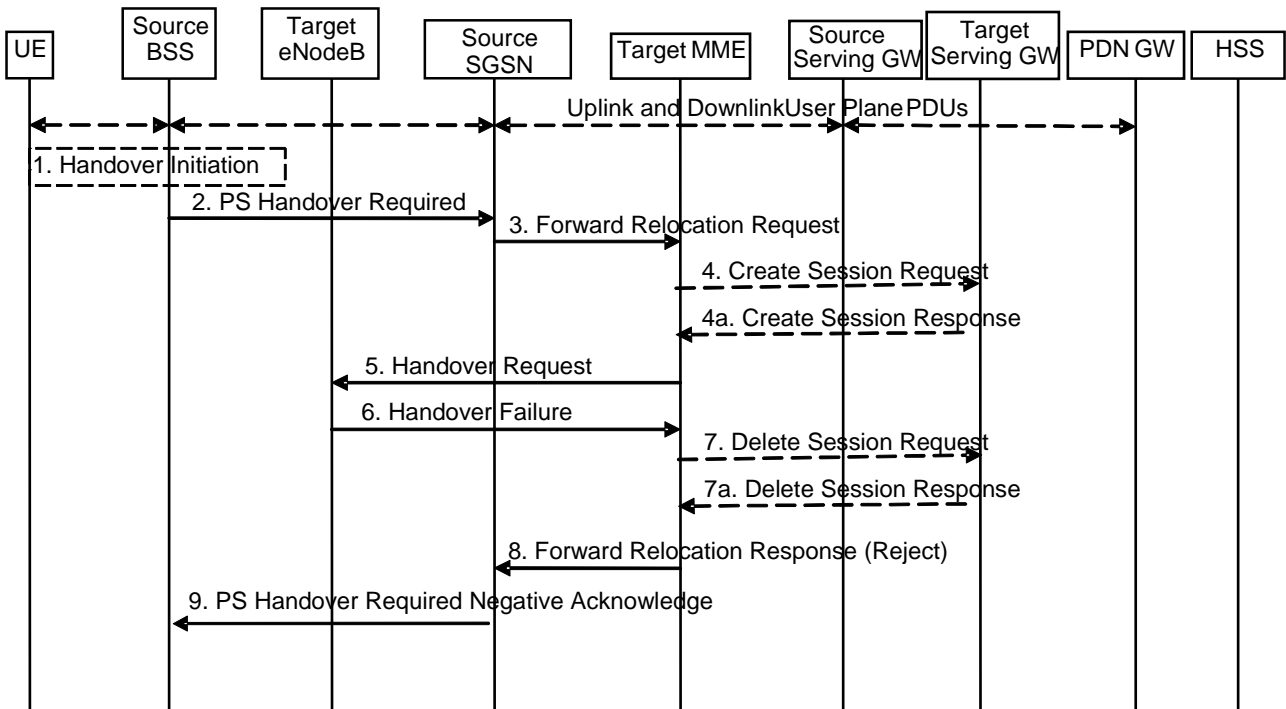 UE
Source
BSS
Target
eNodeB
Source
SGSN
Target MME
Source
Serving GW
Target
Serving GW
PDN GW
HSS
Uplink and DownlinkUser Plane PDUs
1. Handover Initiation
2. PS Handover Required
3. Forward Relocation Request
4. Create Session Request
4a. Create Session Response
5. Handover Request
6. Handover Failure
7. Delete Session Request
7a. Delete Session Response
8. Forward Relocation Response (Reject)
9. PS Handover Required Negative Acknowledge